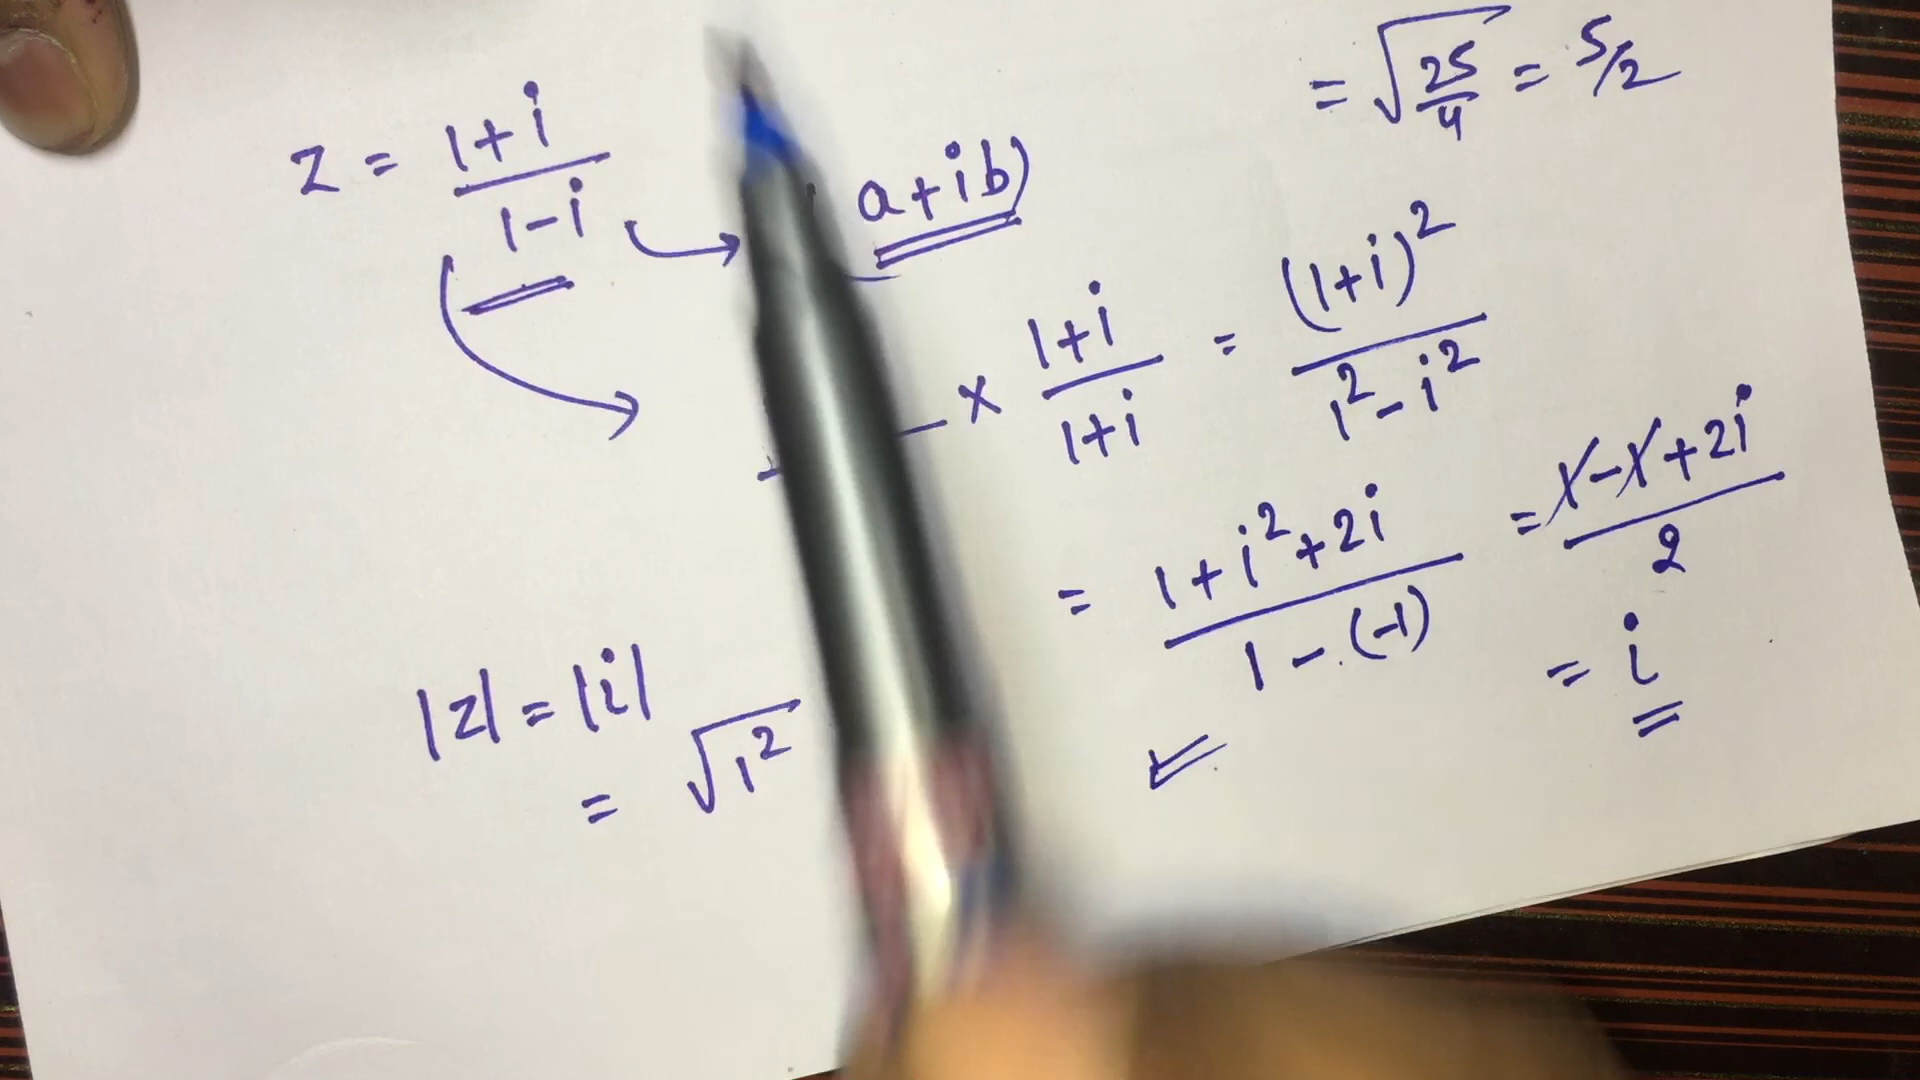 = √(25/4) = 5/2
z = (1+i)/(1-i)
a+ib)
× (1+i)/(1+i) = (1+i)²/(1²-i²)
= (1+i²+2i)/(1-(-1)) = (1-1+2i)/2
= i
|z| = |i|
= √1²